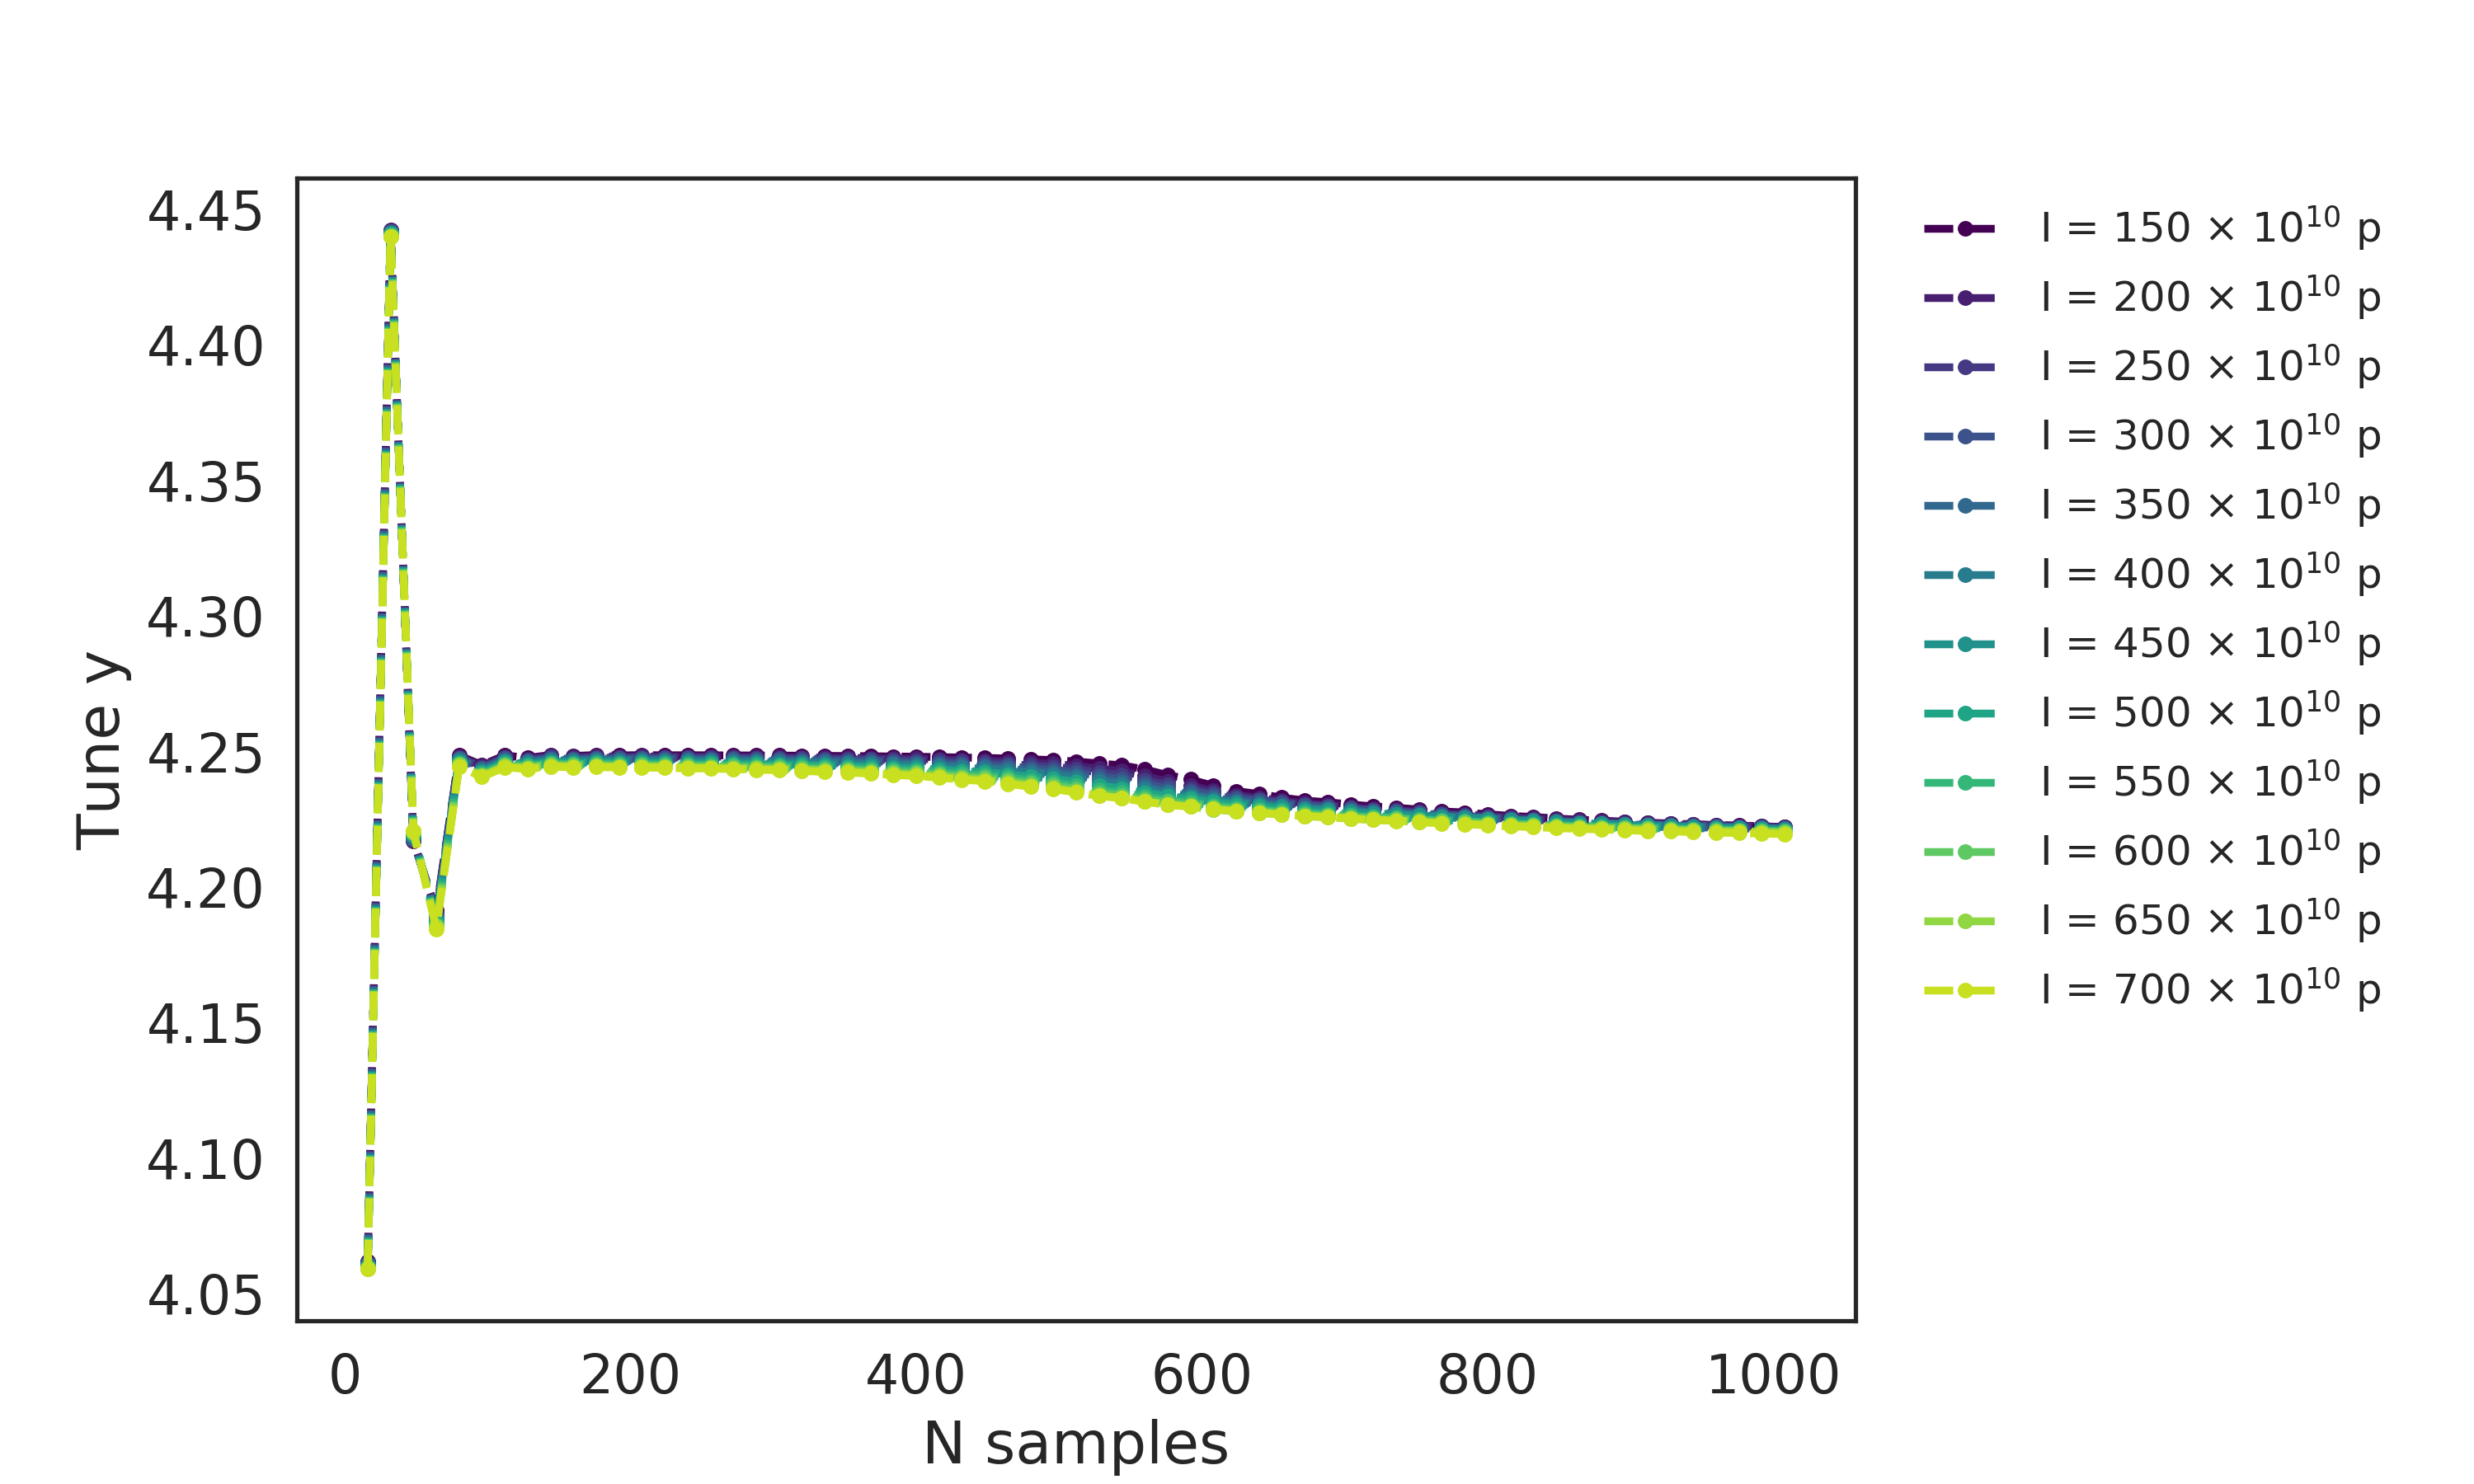 4.45
4.40
4.35
4.30
4.25
4.20
4.15
4.10
4.05
Tune y
0 200 400 600 800 1000
N samples
I = 150 × 10¹⁰ p
I = 200 × 10¹⁰ p
I = 250 × 10¹⁰ p
I = 300 × 10¹⁰ p
I = 350 × 10¹⁰ p
I = 400 × 10¹⁰ p
I = 450 × 10¹⁰ p
I = 500 × 10¹⁰ p
I = 550 × 10¹⁰ p
I = 600 × 10¹⁰ p
I = 650 × 10¹⁰ p
I = 700 × 10¹⁰ p